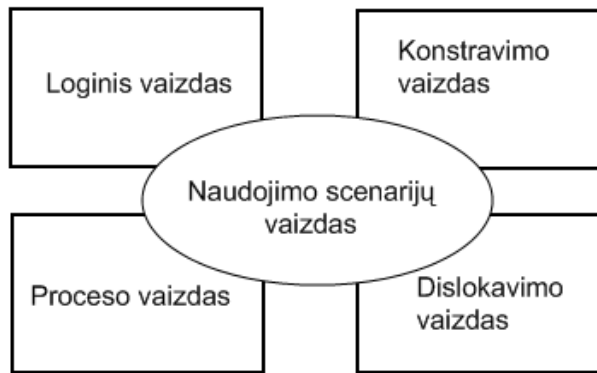 Loginis vaizdas
Konstravimo
vaizdas
Naudojimo scenarijų
vaizdas
Proceso vaizdas
Dislokavimo
vaizdas